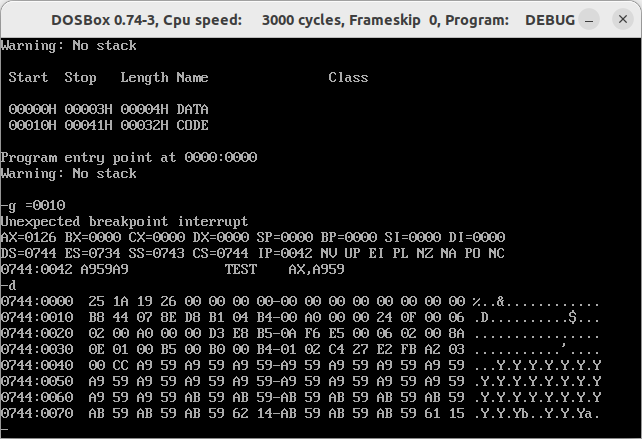 DOSBox 0.74-3, Cpu speed: 3000 cycles, Frameskip 0, Program: DEBUG
Warning: No stack
Start Stop Length Name Class
00000H 00003H 00004H DATA
00010H 00041H 00032H CODE
Program entry point at 0000:0000
Warning: No stack
-g =0010
Unexpected breakpoint interrupt
AX=0126 BX=0000 CX=0000 DX=0000 SP=0000 BP=0000 SI=0000 DI=0000
DS=0744 ES=0734 SS=0743 CS=0744 IP=0042 NV UP EI PL NZ NA PO NC
0744:0042 A959A9 TEST AX,A959
-d
0744:0000 25 1A 19 26 00 00 00 00-00 00 00 00 00 00 00 00 %..&............
0744:0010 B8 44 07 8E D8 B1 04 B4-00 A0 00 00 24 0F 00 06 .D..........$...
0744:0020 02 00 A0 00 00 D3 E8 B5-0A F6 E5 00 06 02 00 8A ................
0744:0030 0E 01 00 B5 00 B0 00 B4-01 02 C4 27 E2 FB A2 03 ...........'....
0744:0040 00 CC A9 59 A9 59 A9 59-A9 59 A9 59 A9 59 A9 59 ...Y.Y.Y.Y.Y.Y.Y
0744:0050 A9 59 A9 59 A9 59 A9 59-A9 59 A9 59 A9 59 A9 59 .Y.Y.Y.Y.Y.Y.Y.Y
0744:0060 A9 59 A9 59 A9 59 A9 59-A9 59 A9 59 A9 59 A9 59 .Y.Y.Y.Y.Y.Y.Y.Y
0744:0070 AB 59 AB 59 AB 59 62 14-AB 59 AB 59 AB 59 61 15 .Y.Y.Yb..Y.Y.Ya.
-